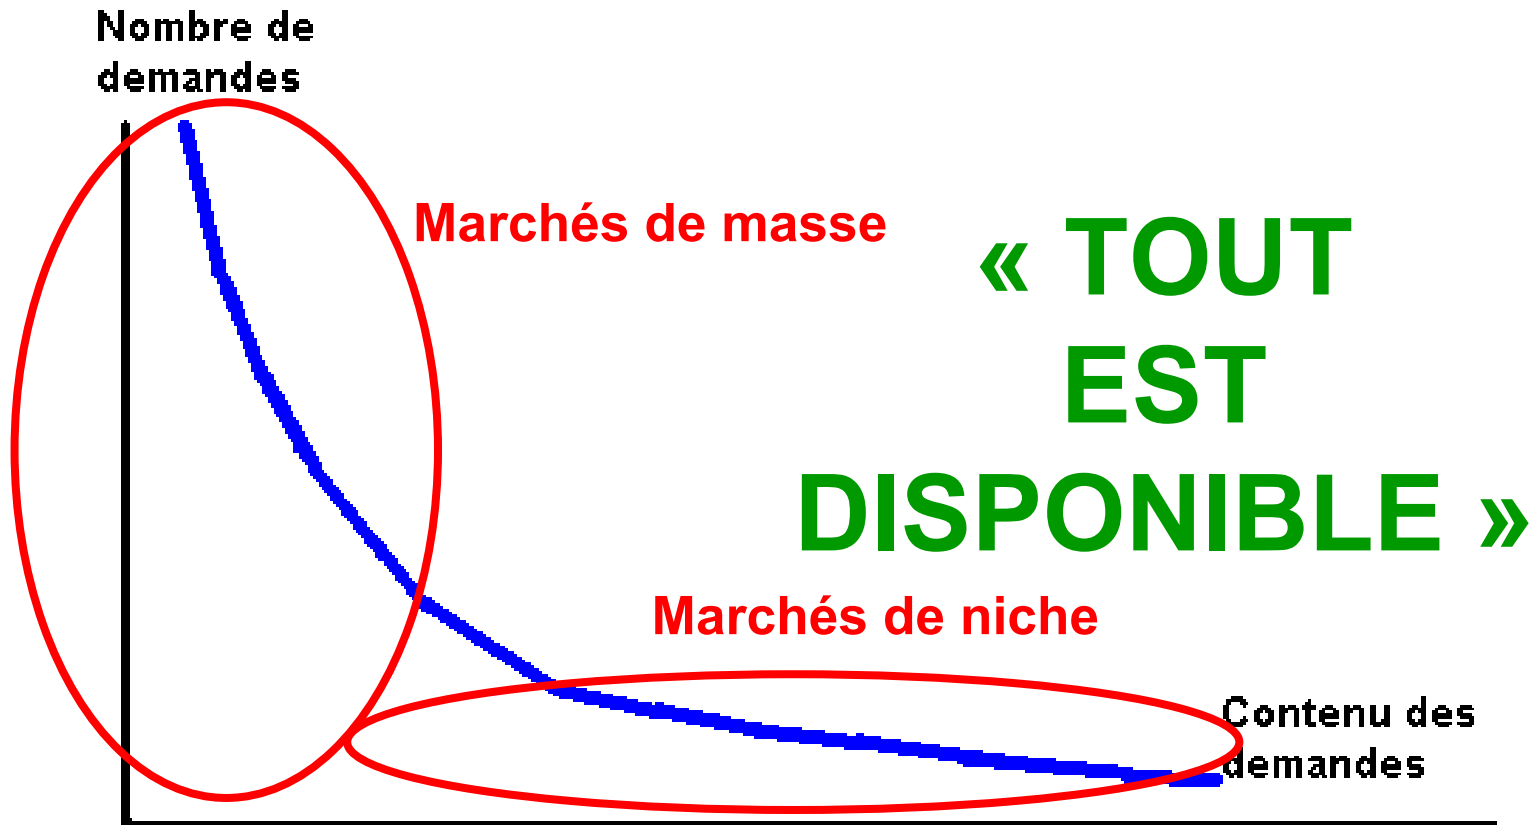 Nombre de
demandes
Marchés de masse
« TOUT
EST
DISPONIBLE »
Marchés de niche
Contenu des
demandes